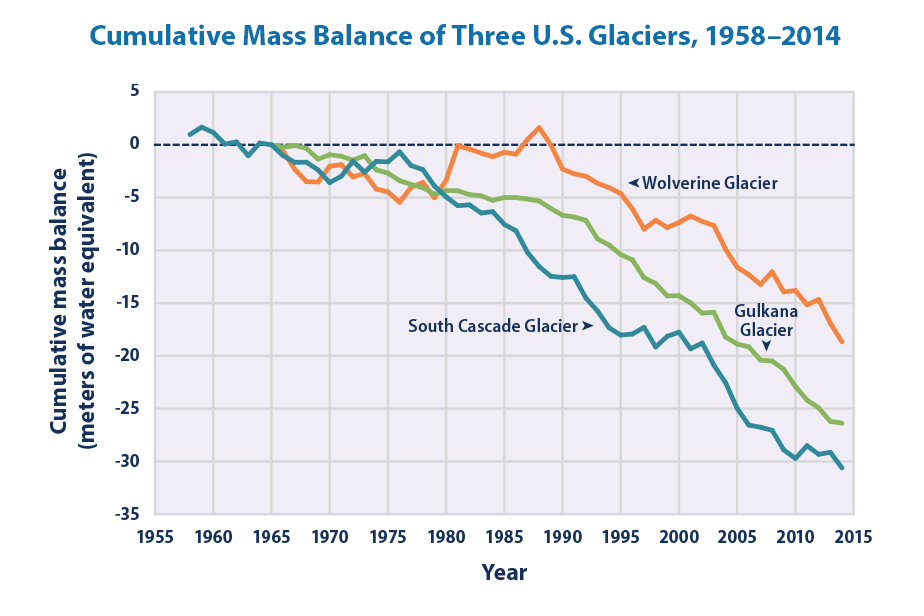 Cumulative Mass Balance of Three U.S. Glaciers, 1958–2014
Cumulative mass balance
(meters of water equivalent)
5
0
-5
-10
-15
-20
-25
-30
-35
Wolverine Glacier
Gulkana
Glacier
South Cascade Glacier
1955 1960 1965 1970 1975 1980 1985 1990 1995 2000 2005 2010 2015
Year